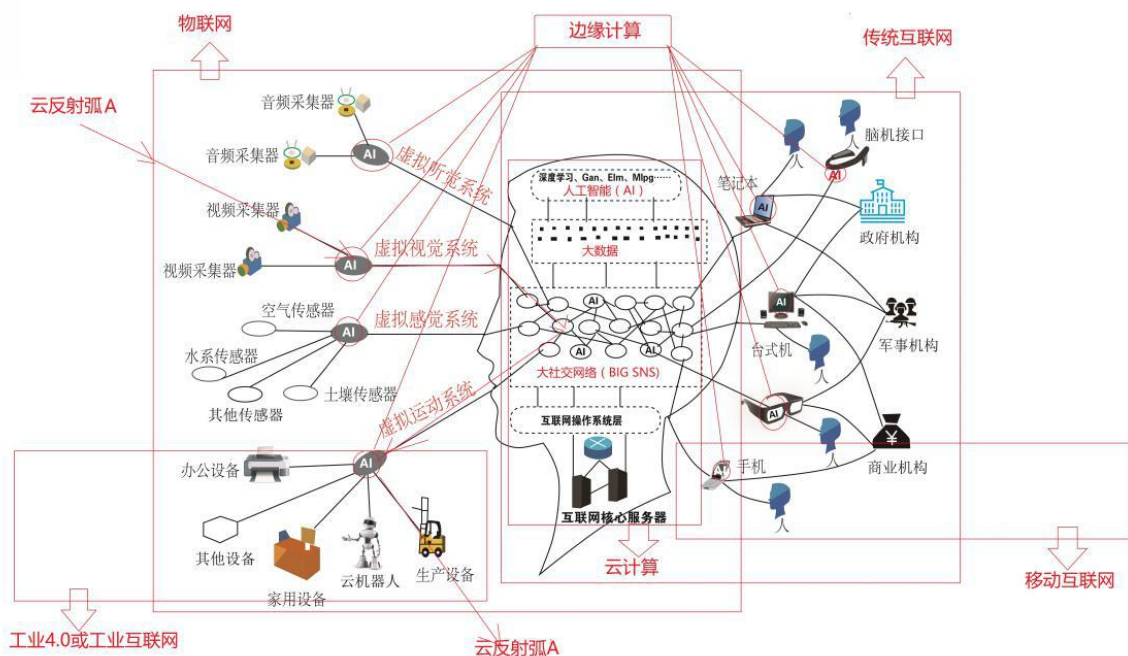 物联网
边缘计算
传统互联网
云反射弧A
音频采集器
音频采集器
AI
虚拟听觉系统
视频采集器
视频采集器
AI
虚拟视觉系统
空气传感器
AI
虚拟感觉系统
水系传感器
其他传感器
土壤传感器
虚拟运动系统
办公设备
AI
其他设备
家用设备
云机器人
生产设备
工业4.0或工业互联网
云反射弧A
深度学习、Gan、Elm、Mlpg……
人工智能（AI）
大数据
AI
AI
AI
大社交网络（BIG SNS)
互联网操作系统层
互联网核心服务器
云计算
人
脑机接口
AI
笔记本
AI
政府机构
AI
台式机
人
军事机构
AI
人
商业机构
AI
手机
人
移动互联网